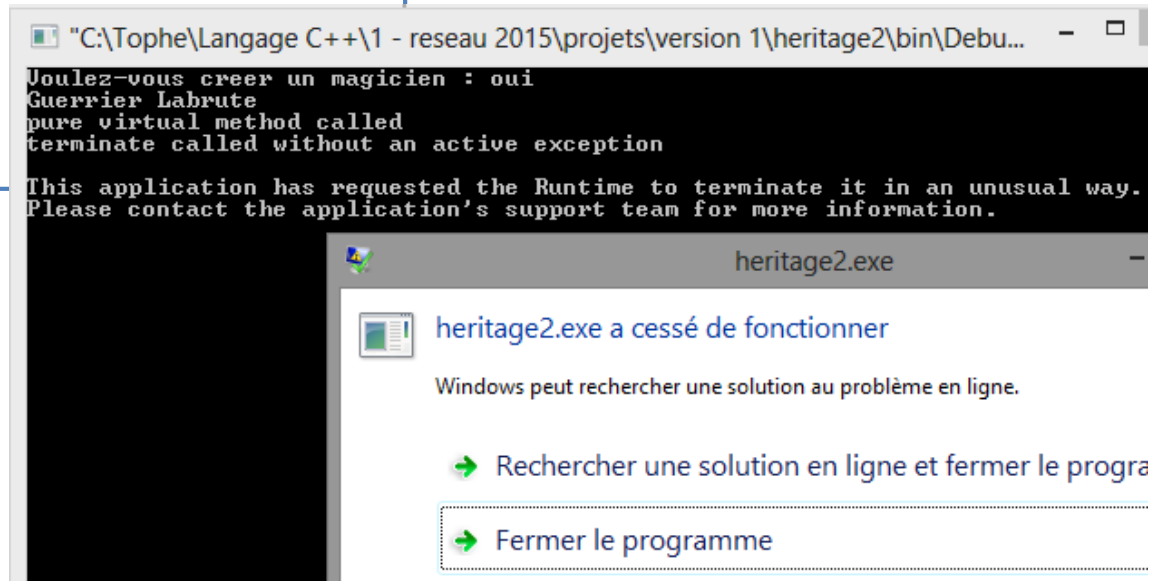 "C:\Tophe\Langage C++\1 - reseau 2015\projets\version 1\heritage2\bin\Debu...
Voulez-vous creer un magicien : oui
Guerrier Labrute
pure virtual method called
terminate called without an active exception
This application has requested the Runtime to terminate it in an unusual way.
Please contact the application's support team for more information.
heritage2.exe
heritage2.exe a cessé de fonctionner
Windows peut rechercher une solution au problème en ligne.
Rechercher une solution en ligne et fermer le progra
Fermer le programme